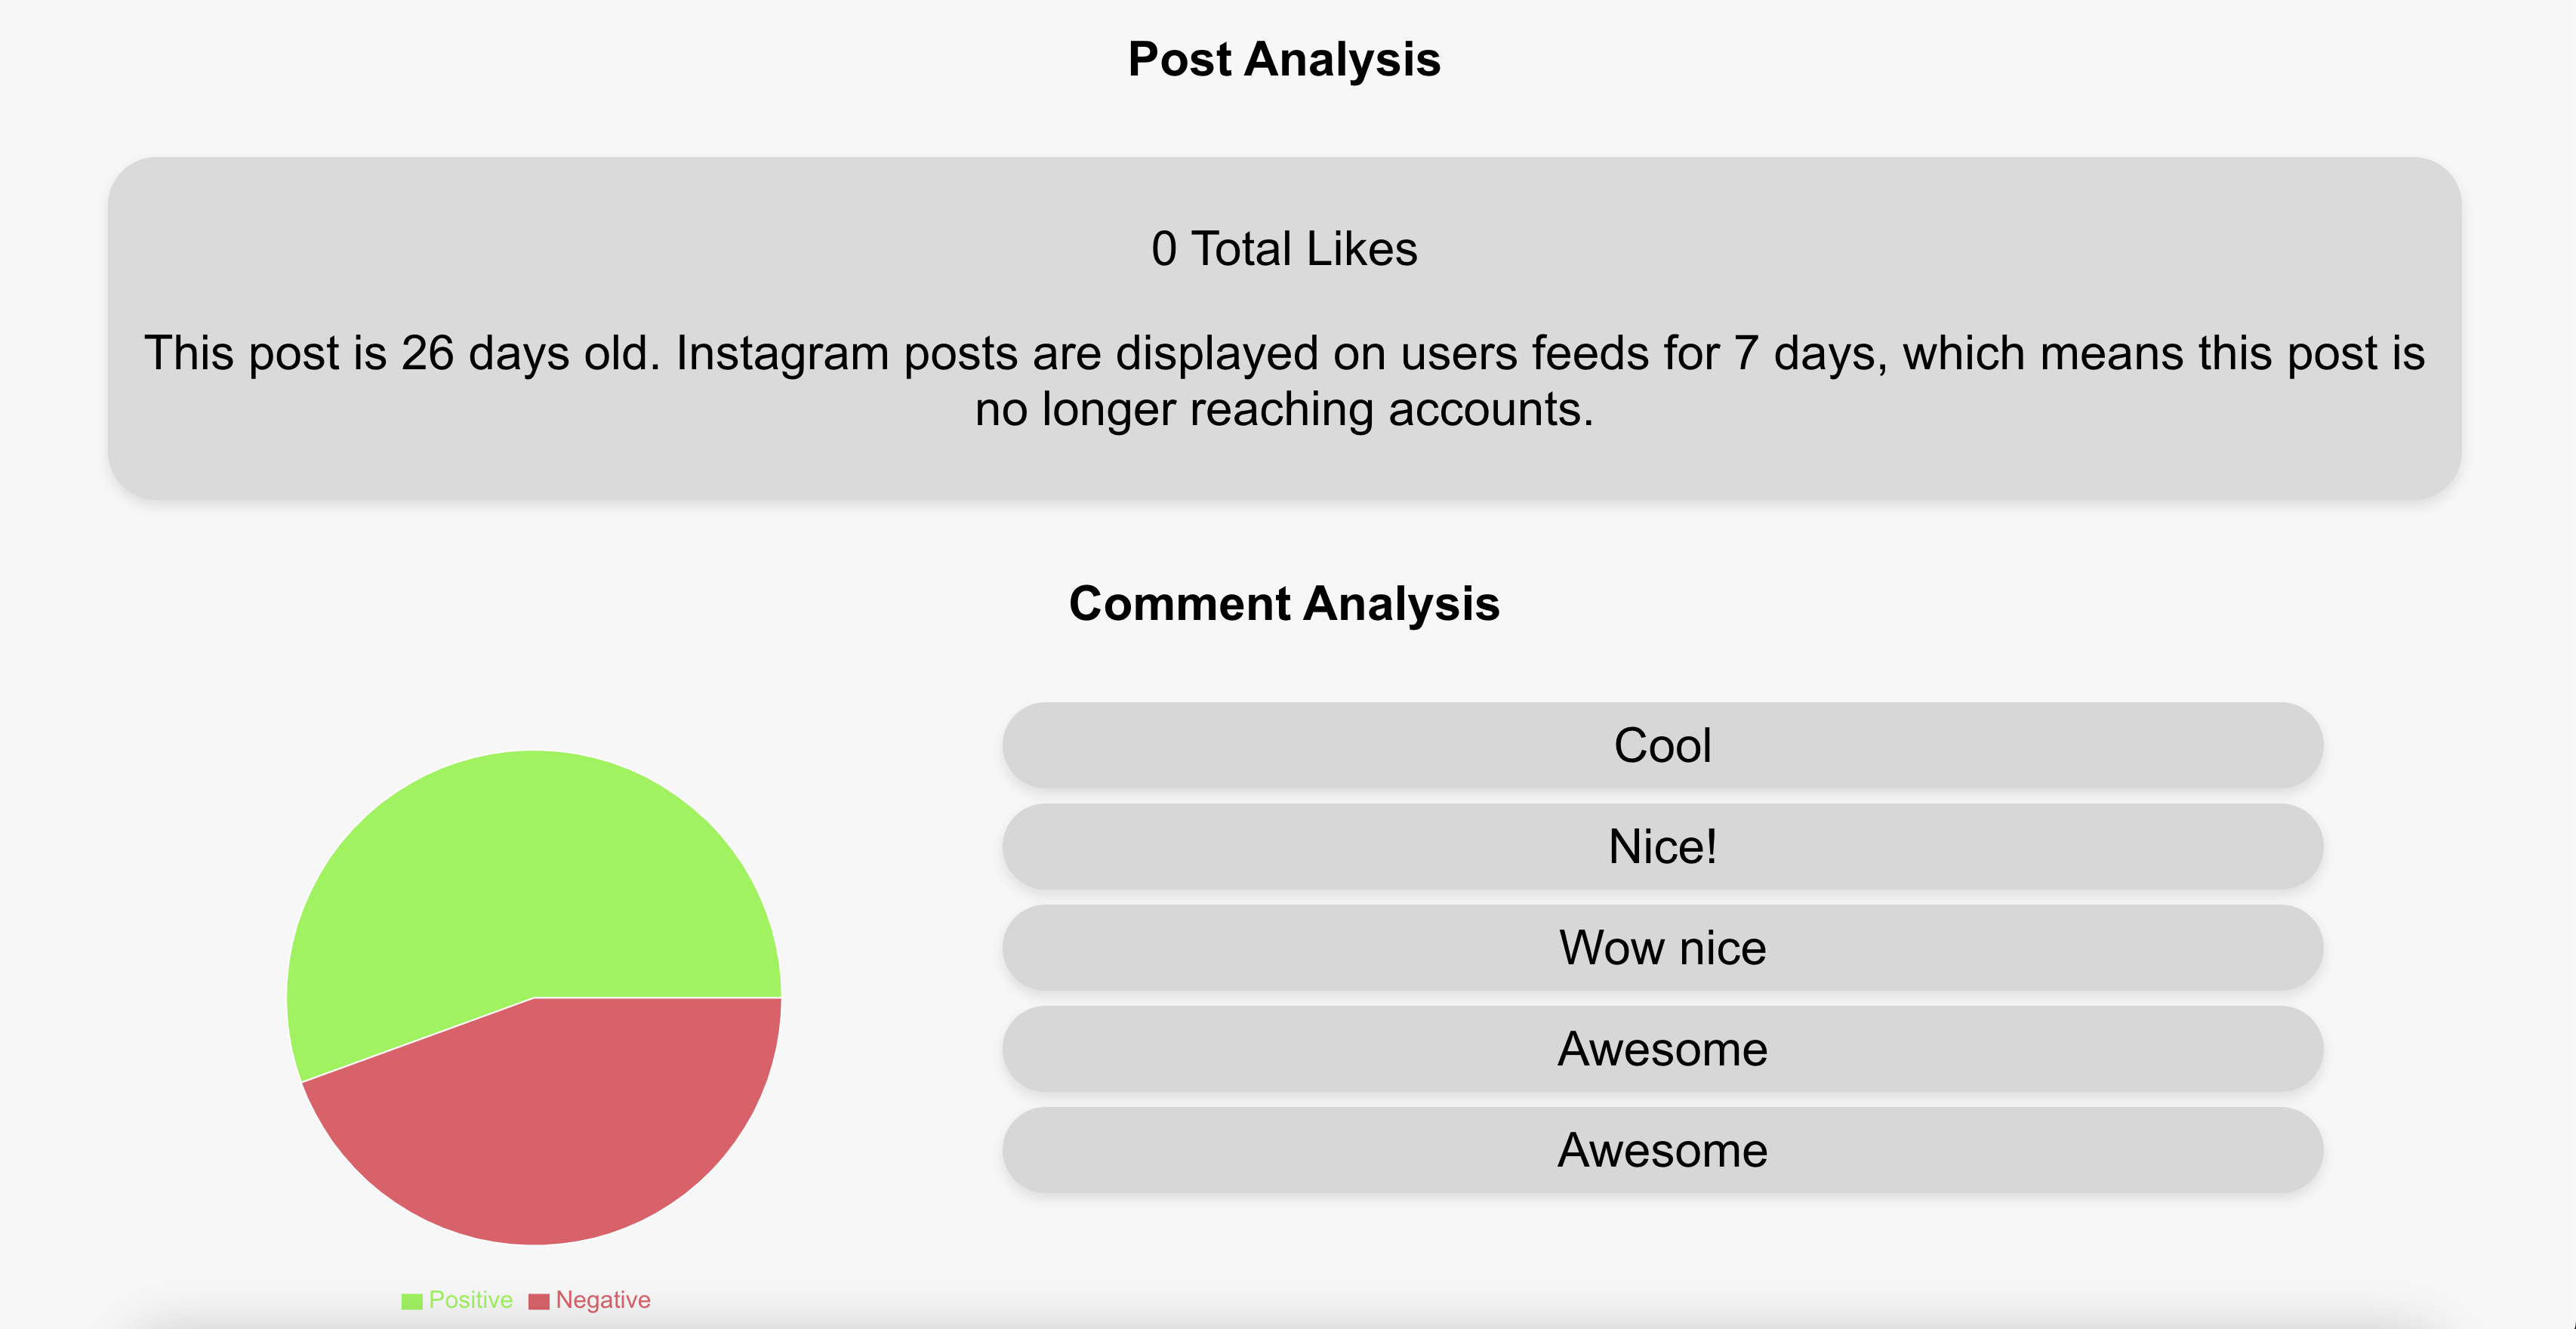 Post Analysis
0 Total Likes
This post is 26 days old. Instagram posts are displayed on users feeds for 7 days, which means this post is
no longer reaching accounts.
Comment Analysis
Cool
Nice!
Wow nice
Awesome
Awesome
Positive Negative